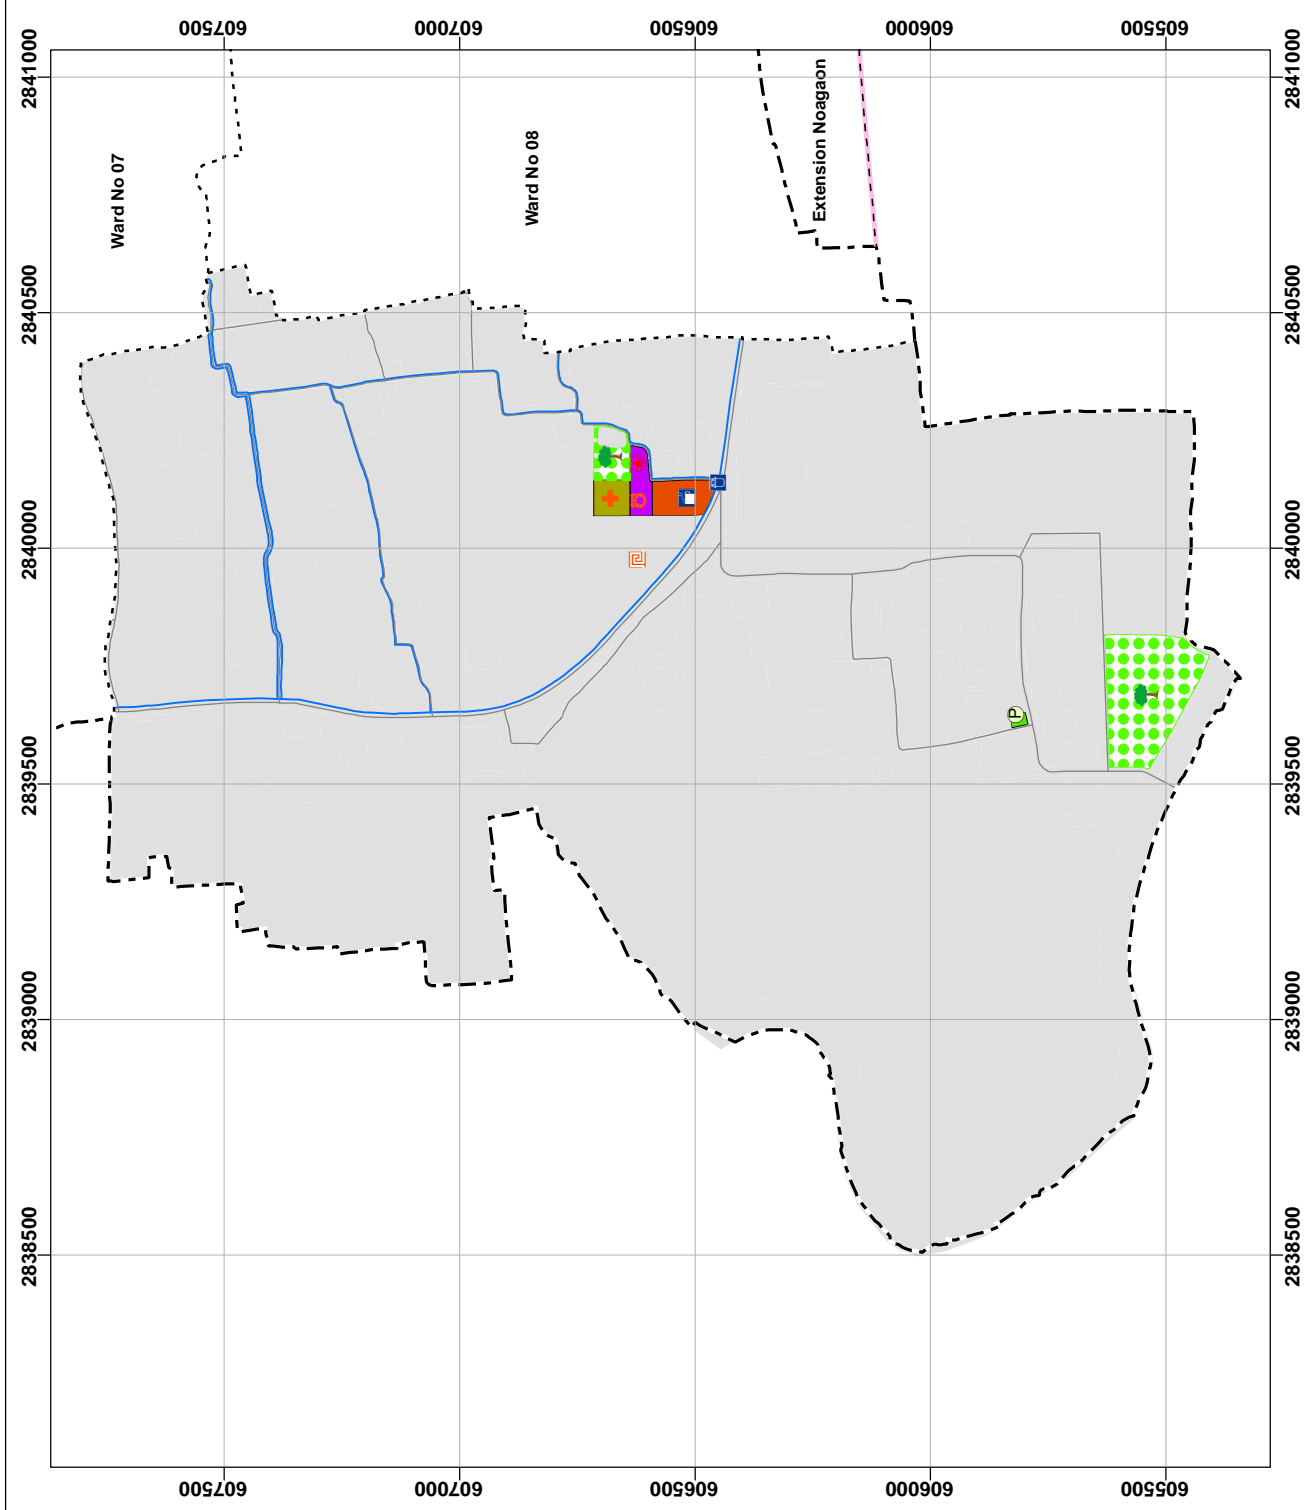 607500 607000 606500 606000 605500
2841000 2841000
Ward No 07
Ward No 08
Extension Noagaon
2840500 2840500
2840000 2840000
P
2839500 2839500
2839000 2839000
2838500 2838500
607500 607000 606500 606000 605500